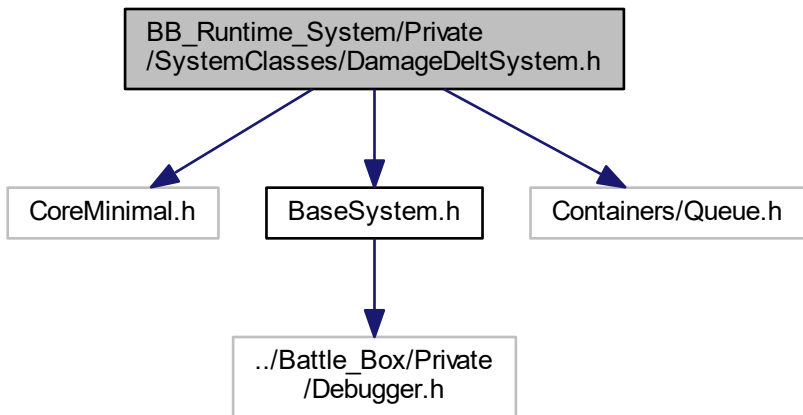 BB_Runtime_System/Private
/SystemClasses/DamageDeltSystem.h
CoreMinimal.h
BaseSystem.h
Containers/Queue.h
../Battle_Box/Private
/Debugger.h